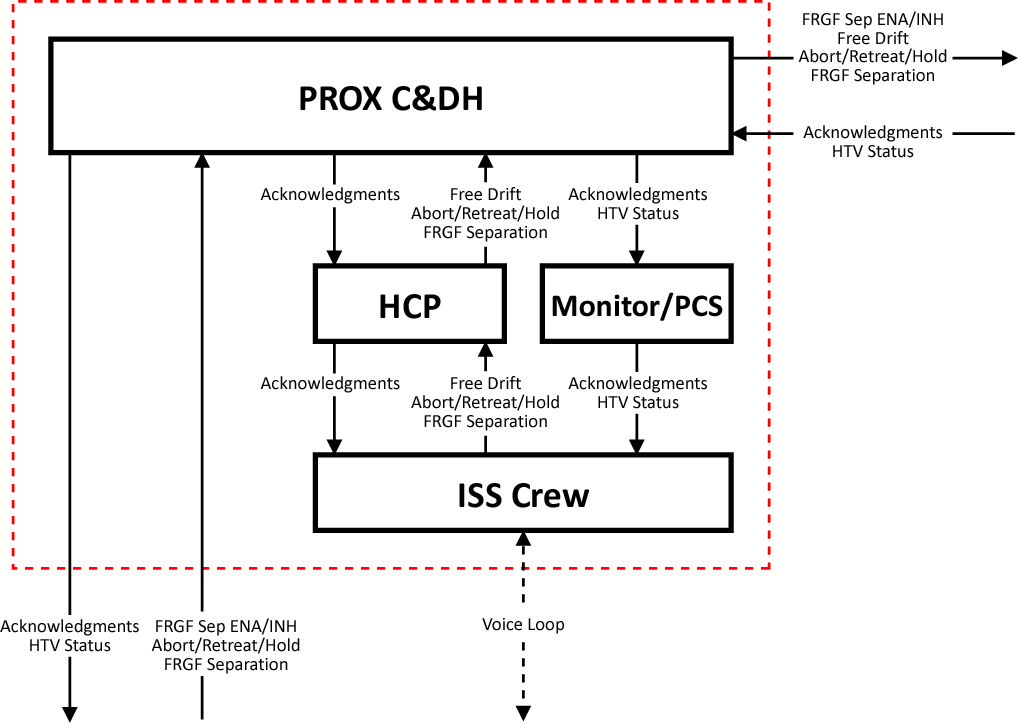 FRGF Sep ENA/INH
Free Drift
Abort/Retreat/Hold
FRGF Separation
PROX C&DH
Acknowledgments
HTV Status
Acknowledgments
Free Drift
Abort/Retreat/Hold
FRGF Separation
Acknowledgments
HTV Status
HCP
Monitor/PCS
Acknowledgments
Free Drift
Abort/Retreat/Hold
FRGF Separation
Acknowledgments
HTV Status
ISS Crew
Acknowledgments
HTV Status
FRGF Sep ENA/INH
Abort/Retreat/Hold
FRGF Separation
Voice Loop